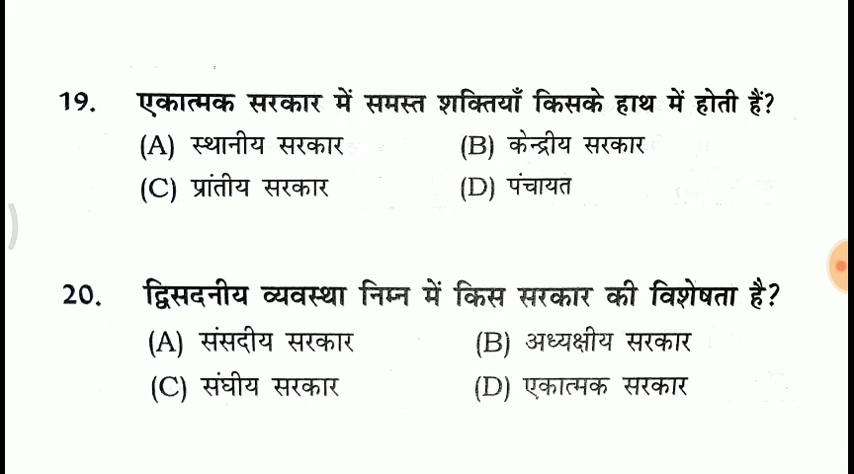 19. एकात्मक सरकार में समस्त शक्तियाँ किसके हाथ में होती हैं?
(A) स्थानीय सरकार (B) केन्द्रीय सरकार
(C) प्रांतीय सरकार (D) पंचायत
20. द्विसदनीय व्यवस्था निम्न में किस सरकार की विशेषता है?
(A) संसदीय सरकार (B) अध्यक्षीय सरकार
(C) संघीय सरकार (D) एकात्मक सरकार